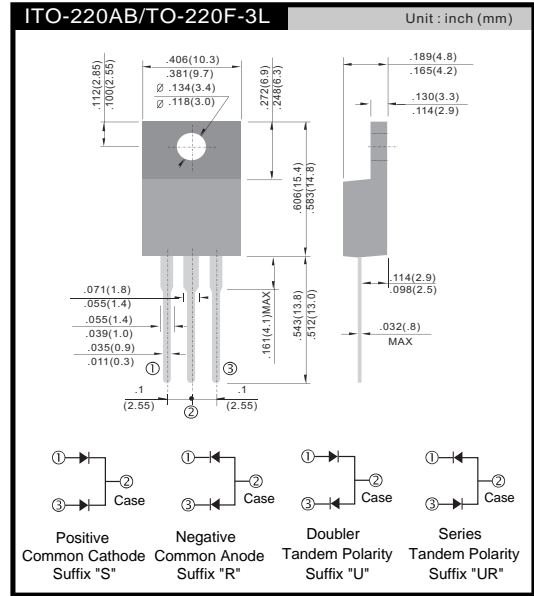 ITO-220AB/TO-220F-3L
Unit : inch (mm)
.406(10.3)
.381(9.7)
Ø .134(3.4)
Ø .118(3.0)
.112(2.85)
.100(2.55)
.272(6.9)
.248(6.3)
.189(4.8)
.165(4.2)
.130(3.3)
.114(2.9)
.606(15.4)
.583(14.8)
.071(1.8)
.055(1.4)
.055(1.4)
.039(1.0)
.035(0.9)
.011(0.3)
.161(4.1)MAX
.543(13.8)
.512(13.0)
.114(2.9)
.098(2.5)
.032(.8)
MAX
① ③
.1
(2.55)
②
.1
(2.55)
① ② Case ③
Positive
Common Cathode
Suffix "S"
① ② Case ③
Negative
Common Anode
Suffix "R"
① ② Case ③
Doubler
Tandem Polarity
Suffix "U"
① ② Case ③
Series
Tandem Polarity
Suffix "UR"